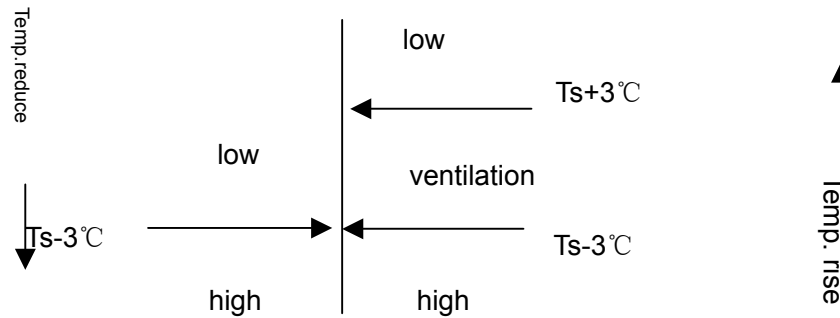 Temp.reduce
low
Ts+3℃
low
ventilation
Ts-3℃
Ts-3℃
high
high
Temp. rise